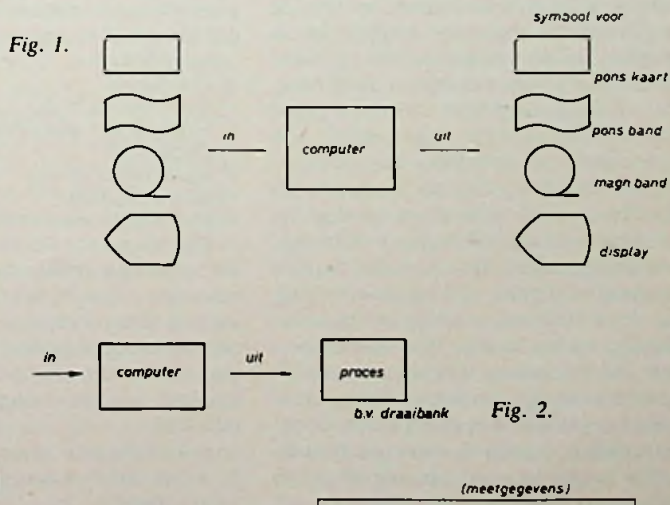 symbool voor
Fig. 1.
pons kaart
in
computer
uit
pons band
magn band
display
in
computer
uit
proces
b.v. draaibank
Fig. 2.
(meetgegevens)